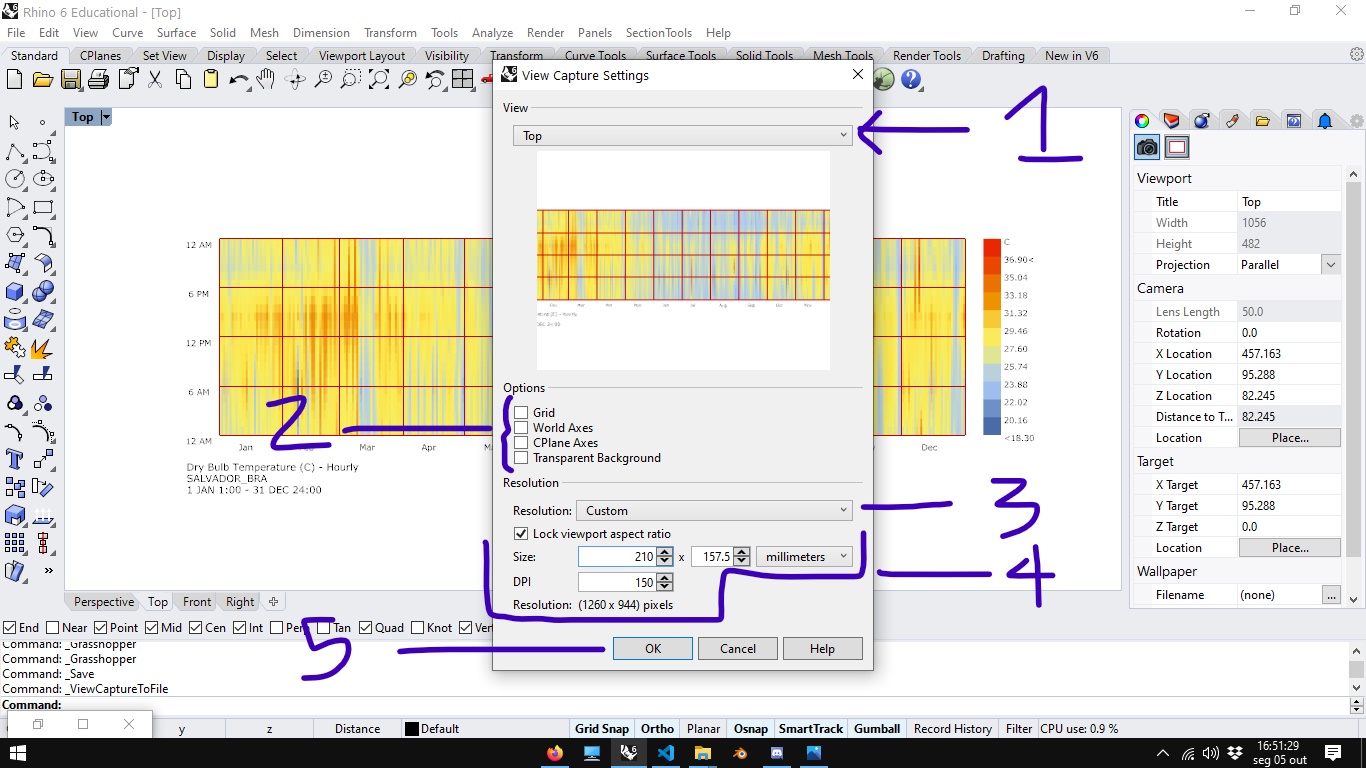 Rhino 6 Educational - [Top]
File Edit View Curve Surface Solid Mesh Dimension Transform Tools Analyze Render Panels SectionTools Help
Standard CPlanes Set View Display Select Viewport Layout Visibility Transform Curve Tools Surface Tools Solid Tools Mesh Tools Render Tools Drafting New in V6
View Capture Settings
View
Top
Options
Grid
World Axes
CPlane Axes
Transparent Background
Resolution
Resolution: Custom
Lock viewport aspect ratio
Size: 210 x 157.5 millimeters
DPI 150
Resolution: (1260 x 944) pixels
OK Cancel Help
1
2
3
4
5
Top
12 AM
6 PM
12 PM
6 AM
12 AM
Jan Mar Apr Dec
Dry Bulb Temperature (C) - Hourly
SALVADOR_BRA
1 JAN 1:00 - 31 DEC 24:00
C
36.90<
35.04
33.18
31.32
29.46
27.60
25.74
23.88
22.02
20.16
<18.30
Viewport
Title Top
Width 1056
Height 482
Projection Parallel
Camera
Lens Length 50.0
Rotation 0.0
X Location 457.163
Y Location 95.288
Z Location 82.245
Distance to T... 82.245
Location Place...
Target
X Target 457.163
Y Target 95.288
Z Target 0.0
Location Place...
Wallpaper
Filename (none) ...
Perspective Top Front Right
End Near Point Mid Cen Int Per Tan Quad Knot Vert
Command: _Grasshopper
Command: _Grasshopper
Command: _Save
Command: _ViewCaptureToFile
Command:
y z Distance Default Grid Snap Ortho Planar Osnap SmartTrack Gumball Record History Filter CPU use: 0.9 %
16:51:29
seg 05 out